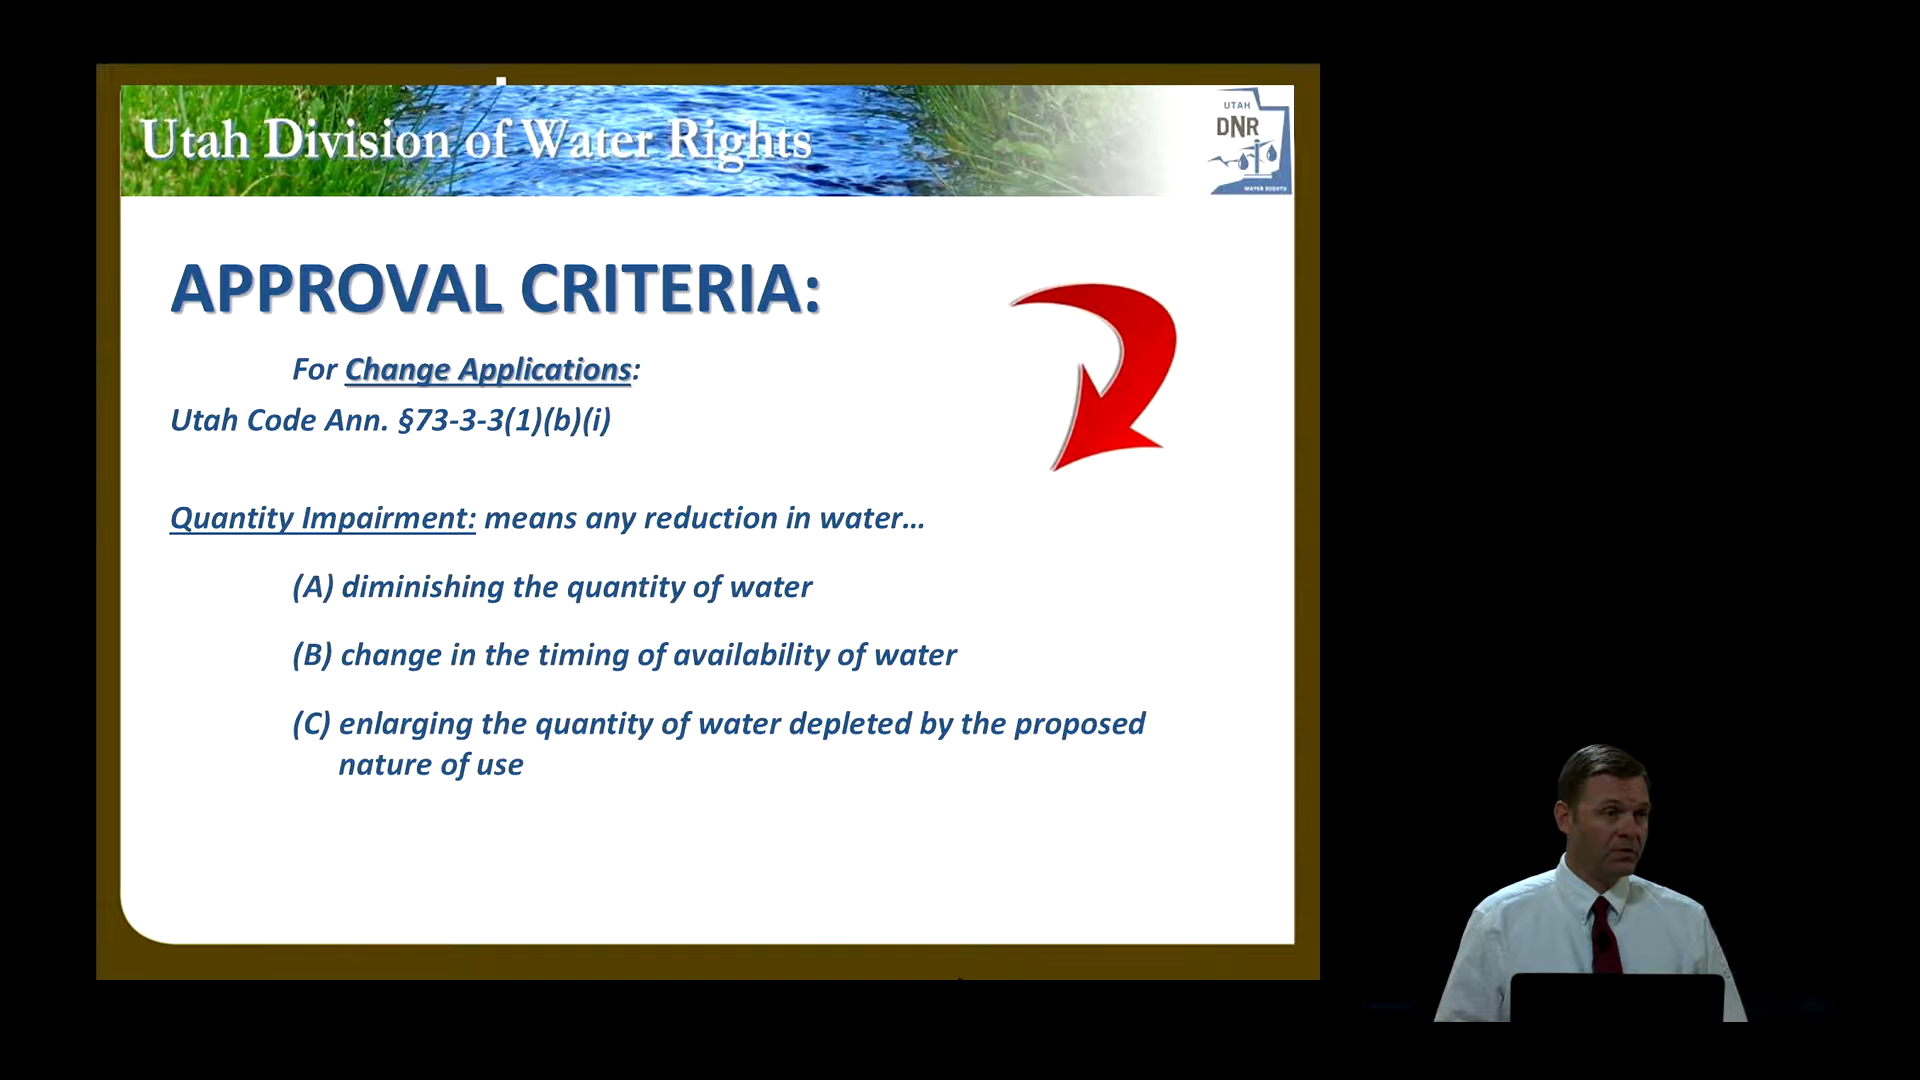 Utah Division of Water Rights
UTAH
DNR
WATER RIGHTS
APPROVAL CRITERIA:
For Change Applications:
Utah Code Ann. §73-3-3(1)(b)(i)
Quantity Impairment: means any reduction in water...
(A) diminishing the quantity of water
(B) change in the timing of availability of water
(C) enlarging the quantity of water depleted by the proposed
nature of use